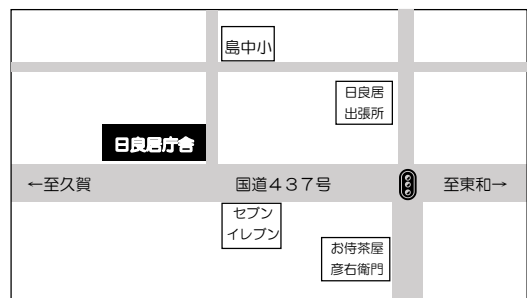 島中小
日良居
出張所
日良居庁舎
←至久賀
国道437号
至東和→
セブン
イレブン
お侍茶屋
彦右衛門